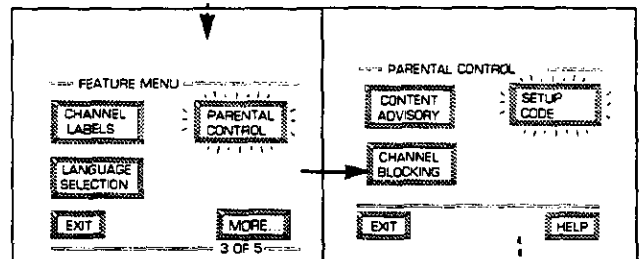 FEATURE MENU
CHANNEL
LABELS
PARENTAL
CONTROL
LANGUAGE
SELECTION
EXIT
MORE...
3 OF 5
PARENTAL CONTROL
CONTENT
ADVISORY
SETUP
CODE
CHANNEL
BLOCKING
EXIT
HELP